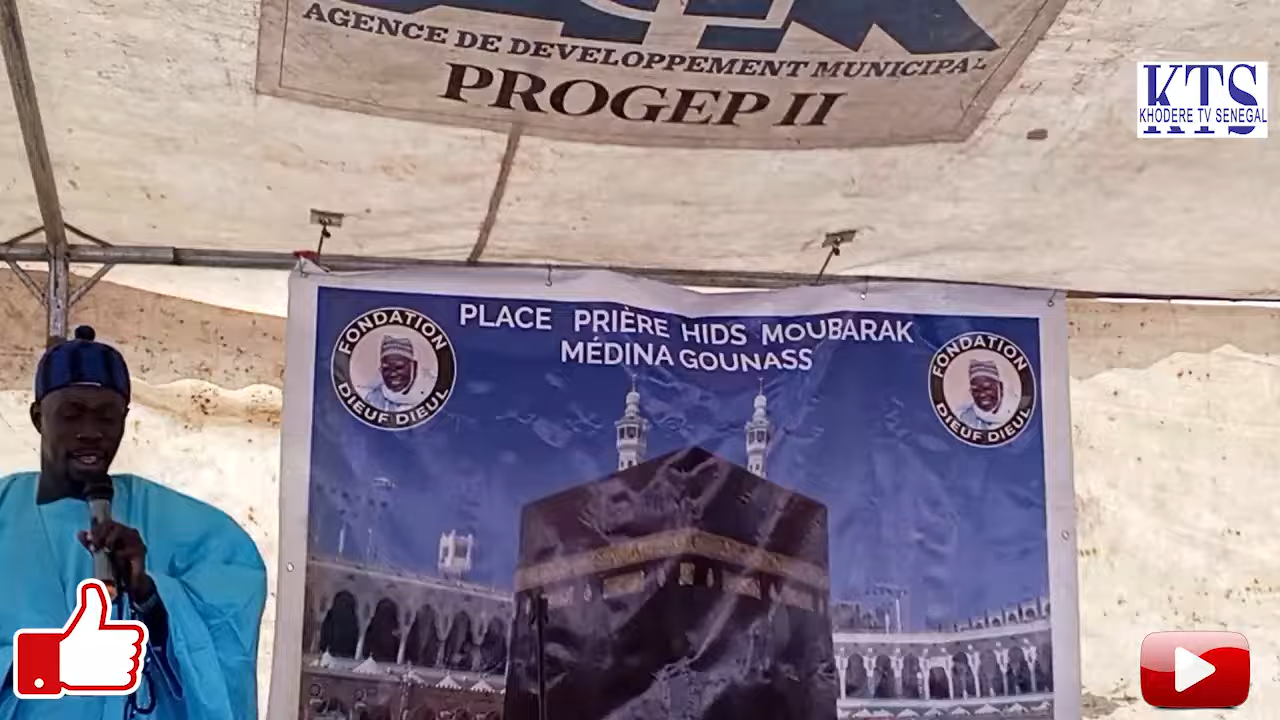 AGENCE DE DEVELOPPEMENT MUNICIPAL
PROGEP II
KTS
KHODERE TV SENEGAL
PLACE PRIÈRE HIDS MOUBARAK
MÉDINA GOUNASS
FONDATION
DIEUF DIEUL
FONDATION
DIEUF DIEUL